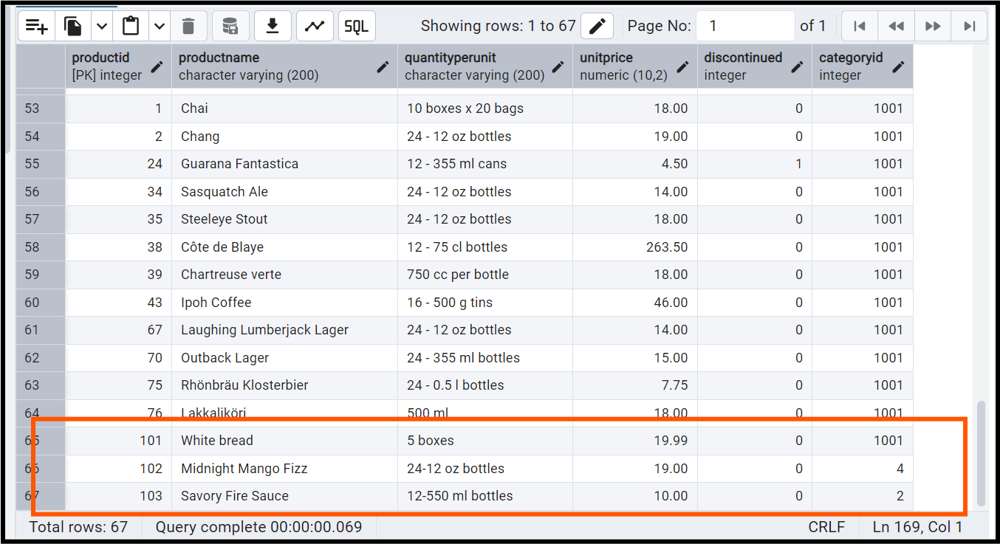 SQL Showing rows: 1 to 67 Page No: 1 of 1
productid productname quantityperunit unitprice discontinued categoryid
[PK] integer character varying (200) character varying (200) numeric (10,2) integer integer
53 1 Chai 10 boxes x 20 bags 18.00 0 1001
54 2 Chang 24 - 12 oz bottles 19.00 0 1001
55 24 Guarana Fantastica 12 - 355 ml cans 4.50 1 1001
56 34 Sasquatch Ale 24 - 12 oz bottles 14.00 0 1001
57 35 Steeleye Stout 24 - 12 oz bottles 18.00 0 1001
58 38 Côte de Blaye 12 - 75 cl bottles 263.50 0 1001
59 39 Chartreuse verte 750 cc per bottle 18.00 0 1001
60 43 Ipoh Coffee 16 - 500 g tins 46.00 0 1001
61 67 Laughing Lumberjack Lager 24 - 12 oz bottles 14.00 0 1001
62 70 Outback Lager 24 - 355 ml bottles 15.00 0 1001
63 75 Rhönbräu Klosterbier 24 - 0.5 l bottles 7.75 0 1001
64 76 Lakkalikööri 500 ml 18.00 0 1001
65 101 White bread 5 boxes 19.99 0 1001
66 102 Midnight Mango Fizz 24-12 oz bottles 19.00 0 4
67 103 Savory Fire Sauce 12-550 ml bottles 10.00 0 2
Total rows: 67 Query complete 00:00:00.069 CRLF Ln 169, Col 1